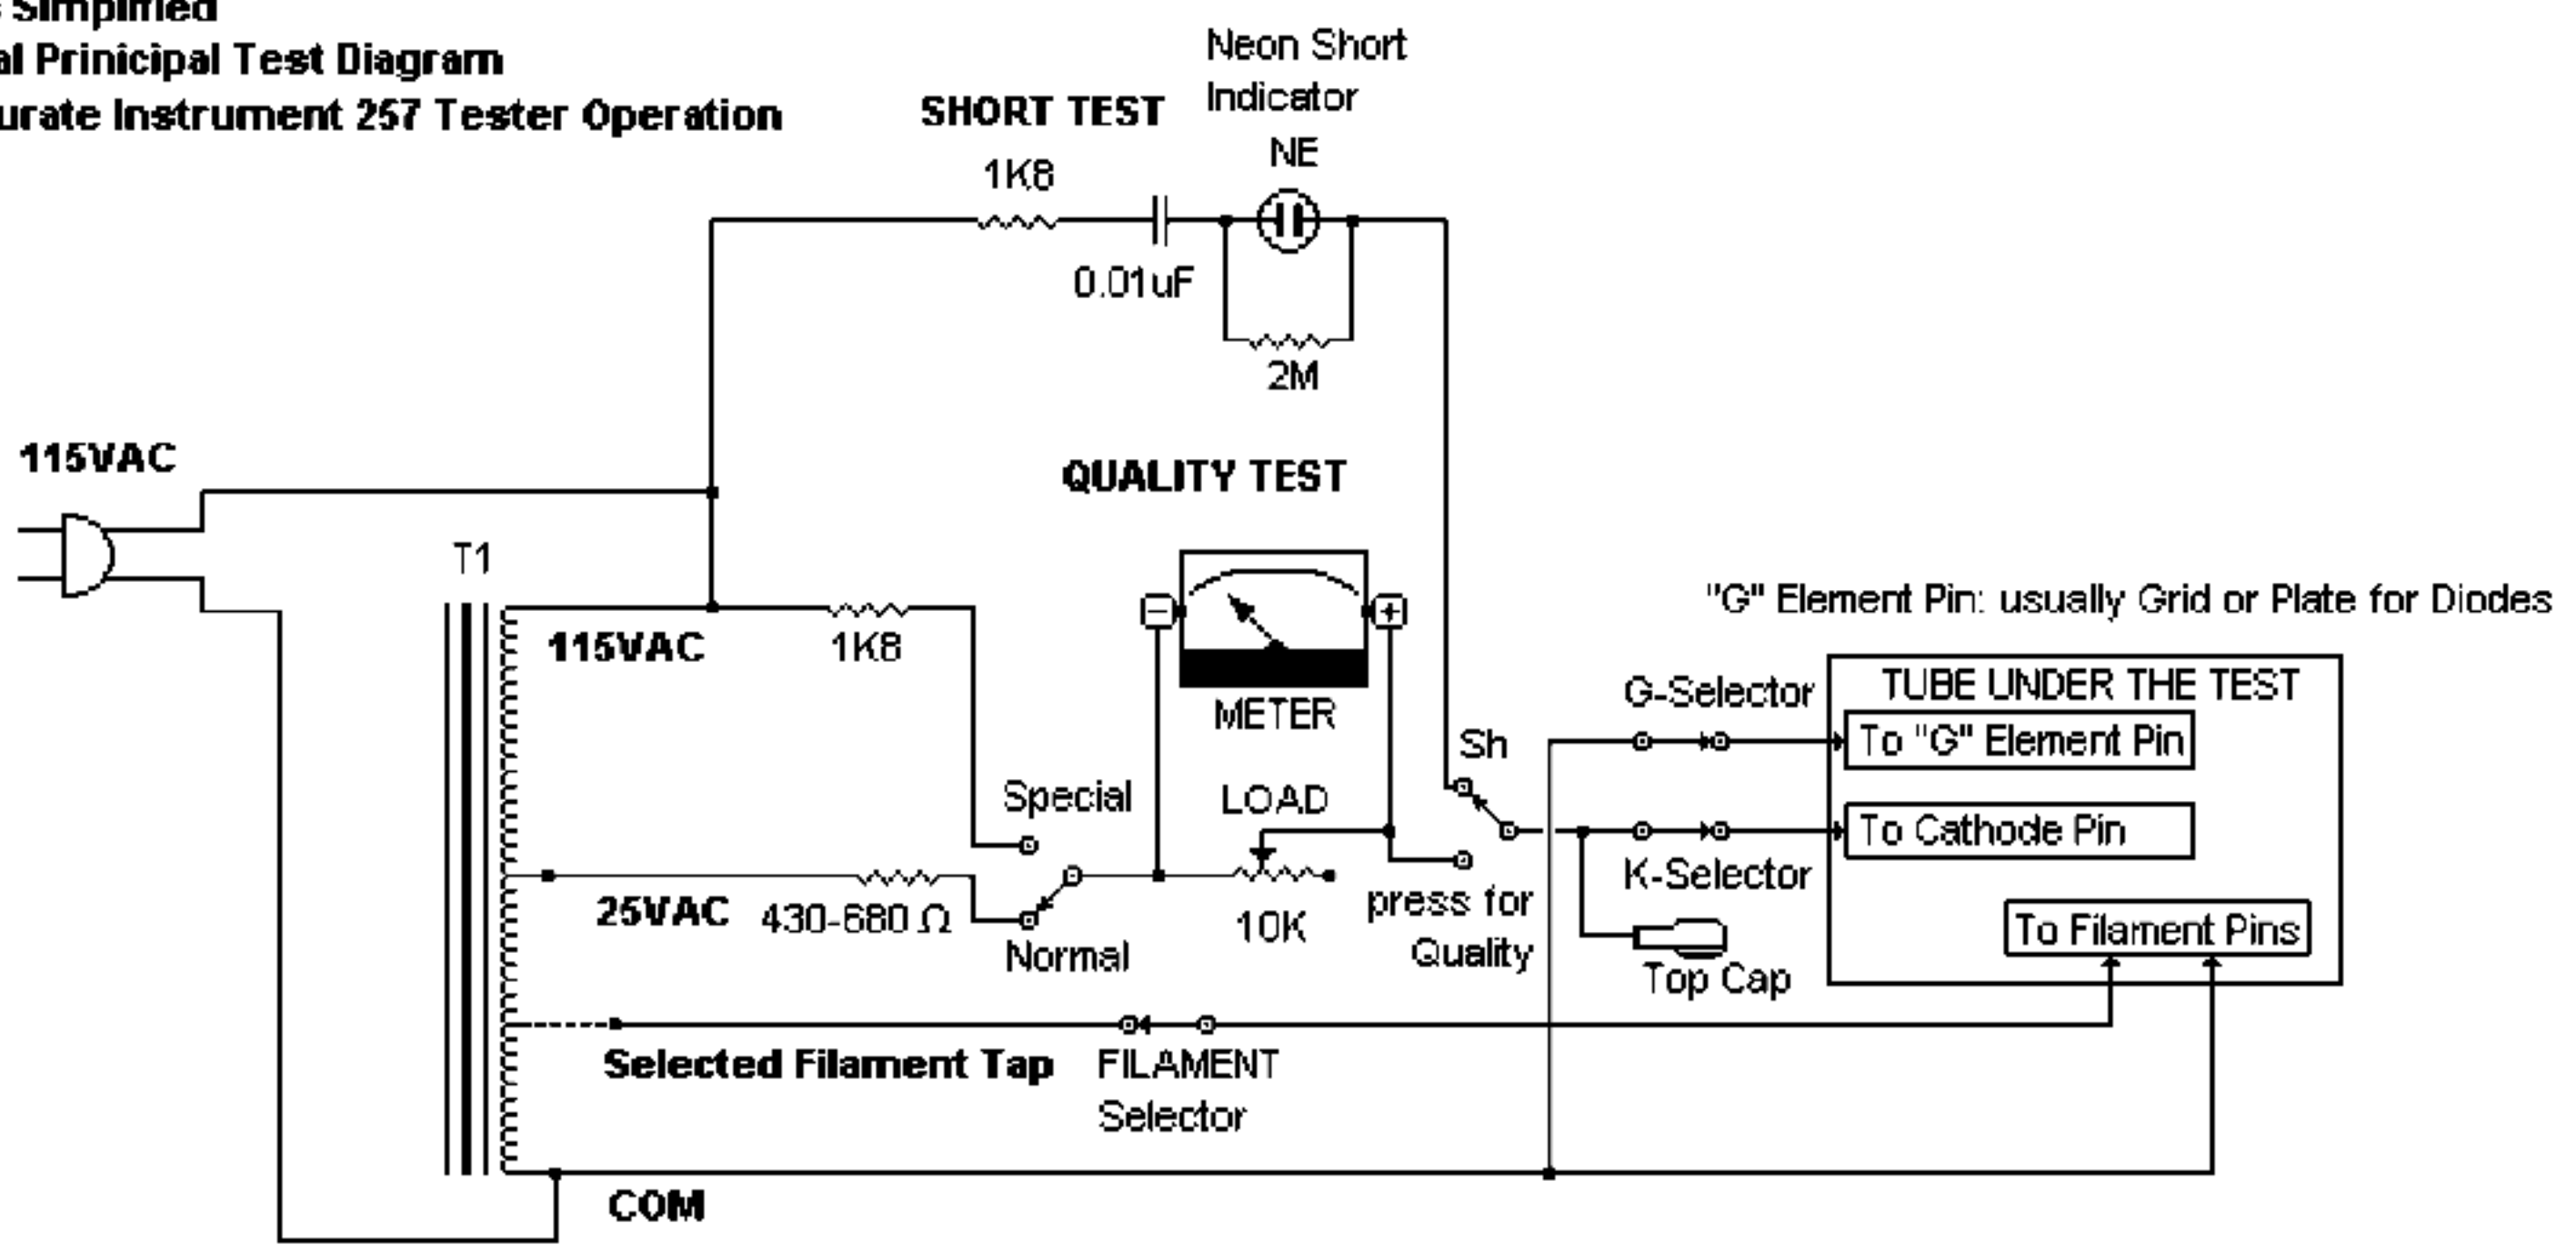 Simplified
al Prinicipal Test Diagram
urate Instrument 257 Tester Operation
Neon Short
Indicator
SHORT TEST
NE
1K8
0.01uF
2M
115VAC
QUALITY TEST
T1
115VAC
1K8
METER
"G" Element Pin: usually Grid or Plate for Diodes
G-Selector
TUBE UNDER THE TEST
To "G" Element Pin
Sh
Special
LOAD
To Cathode Pin
K-Selector
25VAC
430-680 Ω
10K
press for
Quality
Normal
To Filament Pins
Top Cap
Selected Filament Tap
FILAMENT
Selector
COM
- +